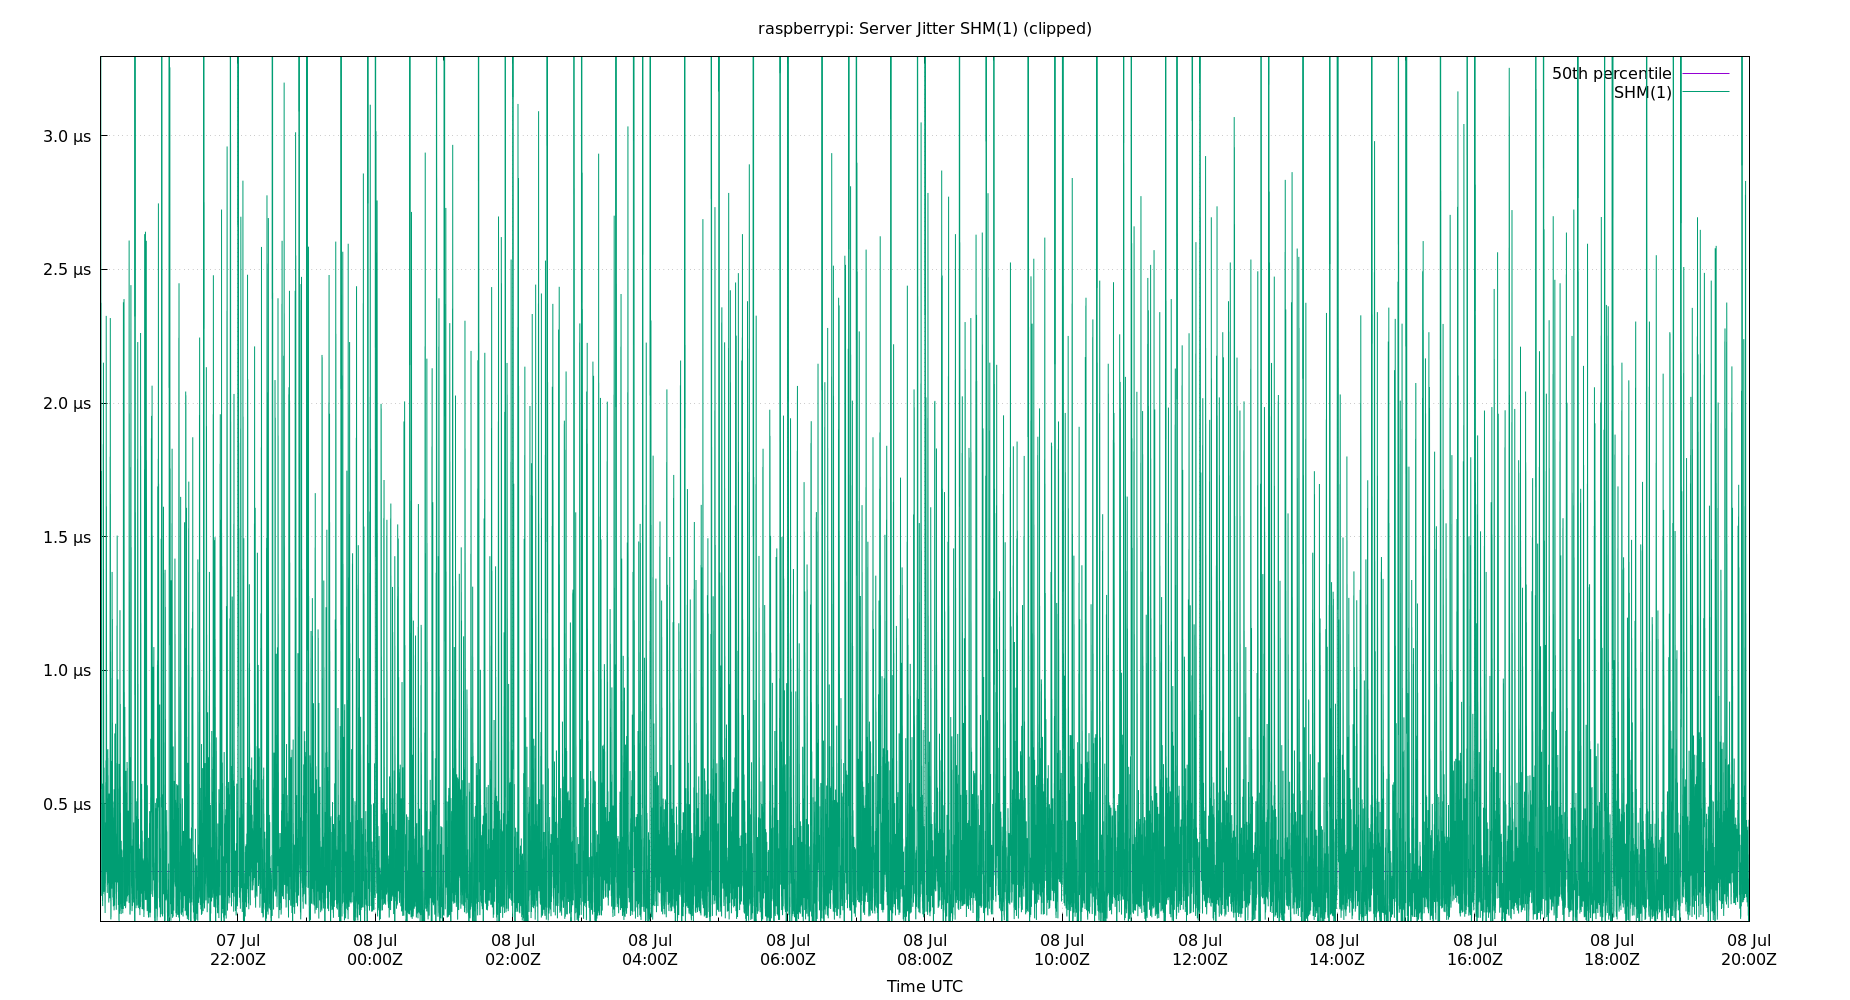 raspberrypi: Server Jitter SHM(1) (clipped)
50th percentile
SHM(1)
3.0 µs
2.5 µs
2.0 µs
1.5 µs
1.0 µs
0.5 µs
07 Jul 08 Jul 08 Jul 08 Jul 08 Jul 08 Jul 08 Jul 08 Jul 08 Jul 08 Jul 08 Jul 08 Jul
22:00Z 00:00Z 02:00Z 04:00Z 06:00Z 08:00Z 10:00Z 12:00Z 14:00Z 16:00Z 18:00Z 20:00Z
Time UTC